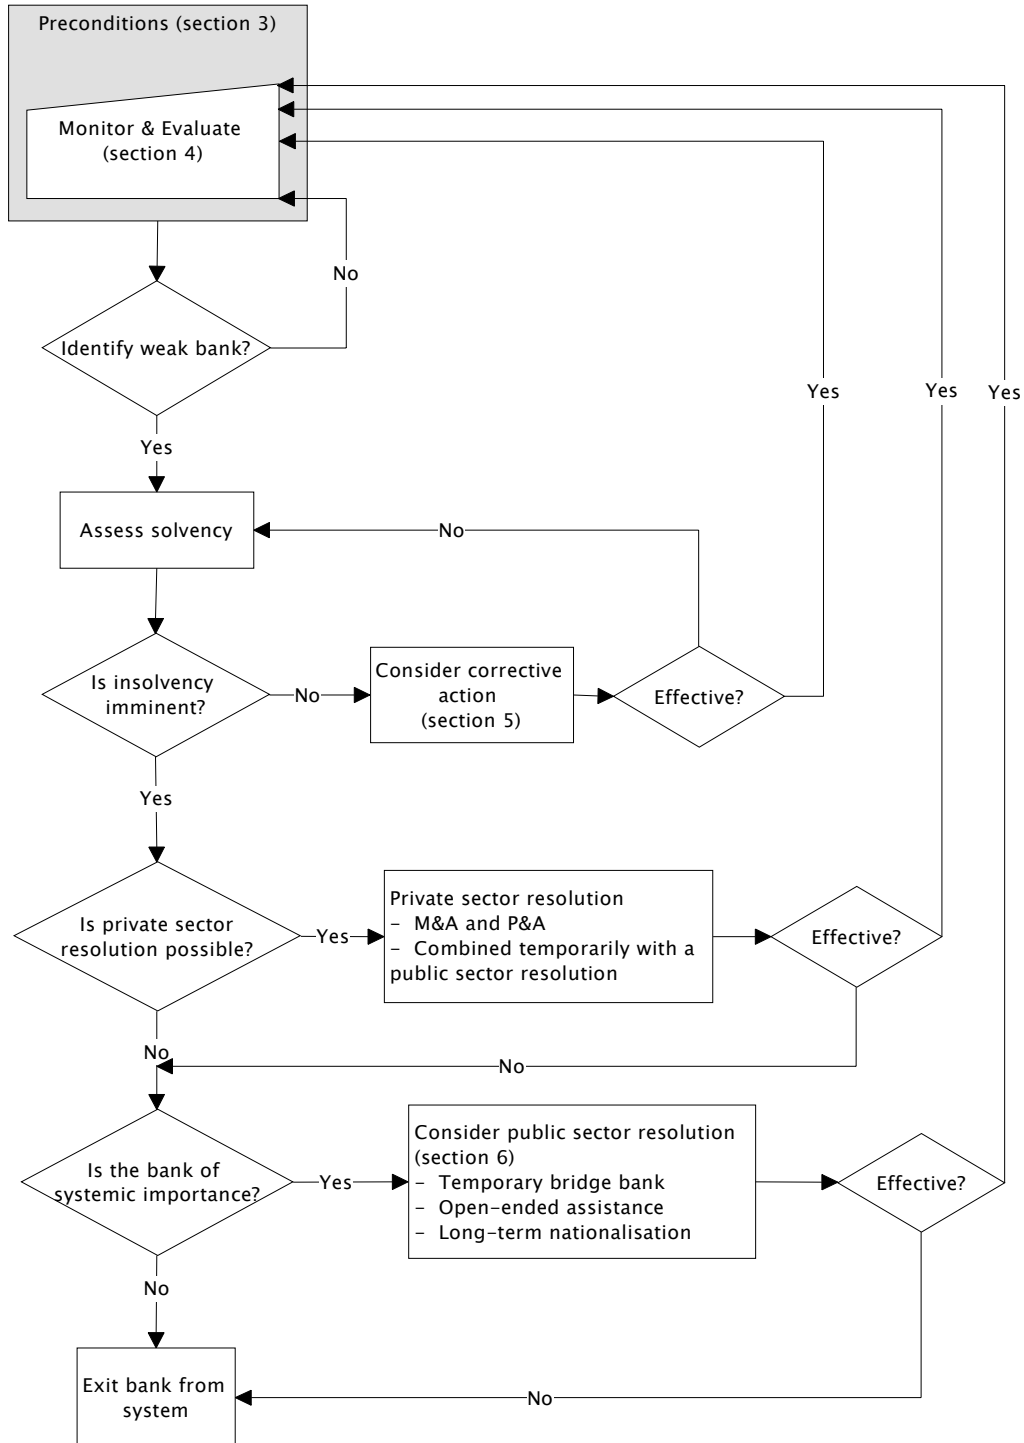 Preconditions (section 3)
Monitor & Evaluate
(section 4)
No
Identify weak bank?
Yes
Yes
Yes
Yes
Assess solvency
No
Is insolvency
imminent?
No
Consider corrective
action
(section 5)
Effective?
Yes
Is private sector
resolution possible?
Yes
Private sector resolution
– M&A and P&A
– Combined temporarily with a
public sector resolution
Effective?
No
No
Is the bank of
systemic importance?
Yes
Consider public sector resolution
(section 6)
– Temporary bridge bank
– Open–ended assistance
– Long–term nationalisation
Effective?
No
Exit bank from
system
No